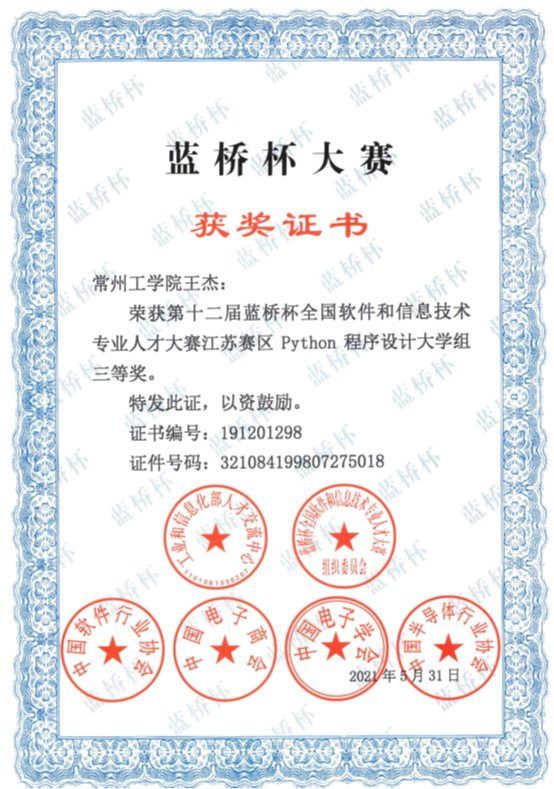 蓝桥杯大赛
获奖证书
常州工学院王杰：
荣获第十二届蓝桥杯全国软件和信息技术
专业人才大赛江苏赛区 Python 程序设计大学组
三等奖。
特发此证，以资鼓励。
证书编号：191201298
证件号码：321084199807275018
工业和信息化部人才交流中心
蓝桥杯全国软件和信息技术专业人才大赛
组织委员会
中国软件行业协会
中国电子商会
中国电子学会
中国半导体行业协会
2021 年 5 月 31 日
蓝桥杯